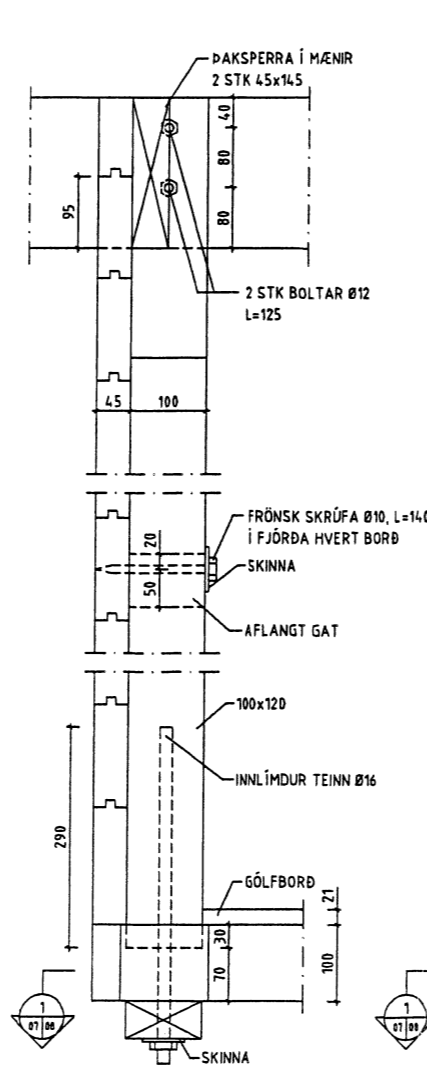 ÞAKSPERRA Í MÆNIR
2 STK 45x145
40
80
80
95
2 STK BOLTAR Ø12
L=125
45
100
FRÖNSK SKRÚFA Ø10, L=140
Í FJÓRÐA HVERT BORÐ
20
SKINNA
50
AFLANGT GAT
100x120
INNLÍMDUR TEINN Ø16
290
GÓLFBORÐ
21
30
70
100
1
07 08
1
07 08
SKINNA